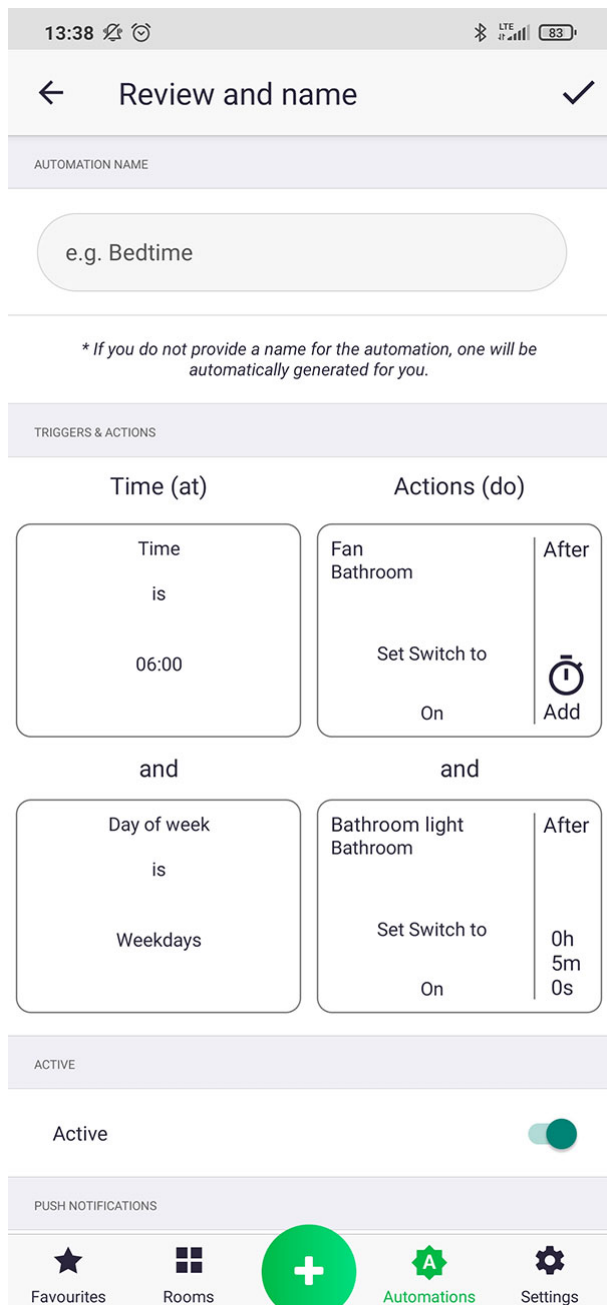 13:38 LTE 83
Review and name
AUTOMATION NAME
e.g. Bedtime
* If you do not provide a name for the automation, one will be
automatically generated for you.
TRIGGERS & ACTIONS
Time (at)
Time
is
06:00
and
Day of week
is
Weekdays
Actions (do)
Fan
Bathroom
Set Switch to
On
After
Add
and
Bathroom light
Bathroom
Set Switch to
On
After
0h
5m
0s
ACTIVE
Active
PUSH NOTIFICATIONS
Favourites
Rooms
A
Automations
Settings